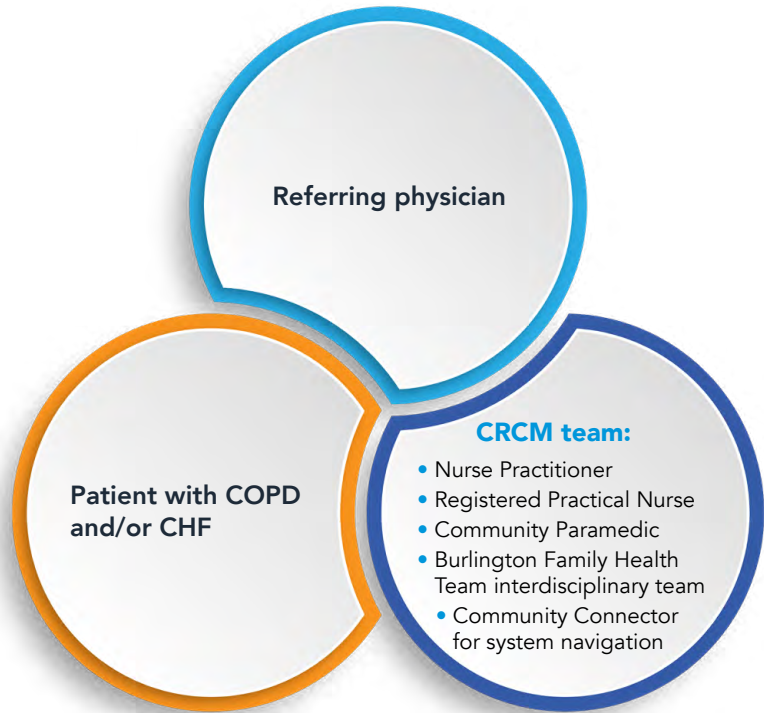 Referring physician
Patient with COPD
and/or CHF
CRCM team:
• Nurse Practitioner
• Registered Practical Nurse
• Community Paramedic
• Burlington Family Health
Team interdisciplinary team
• Community Connector
for system navigation